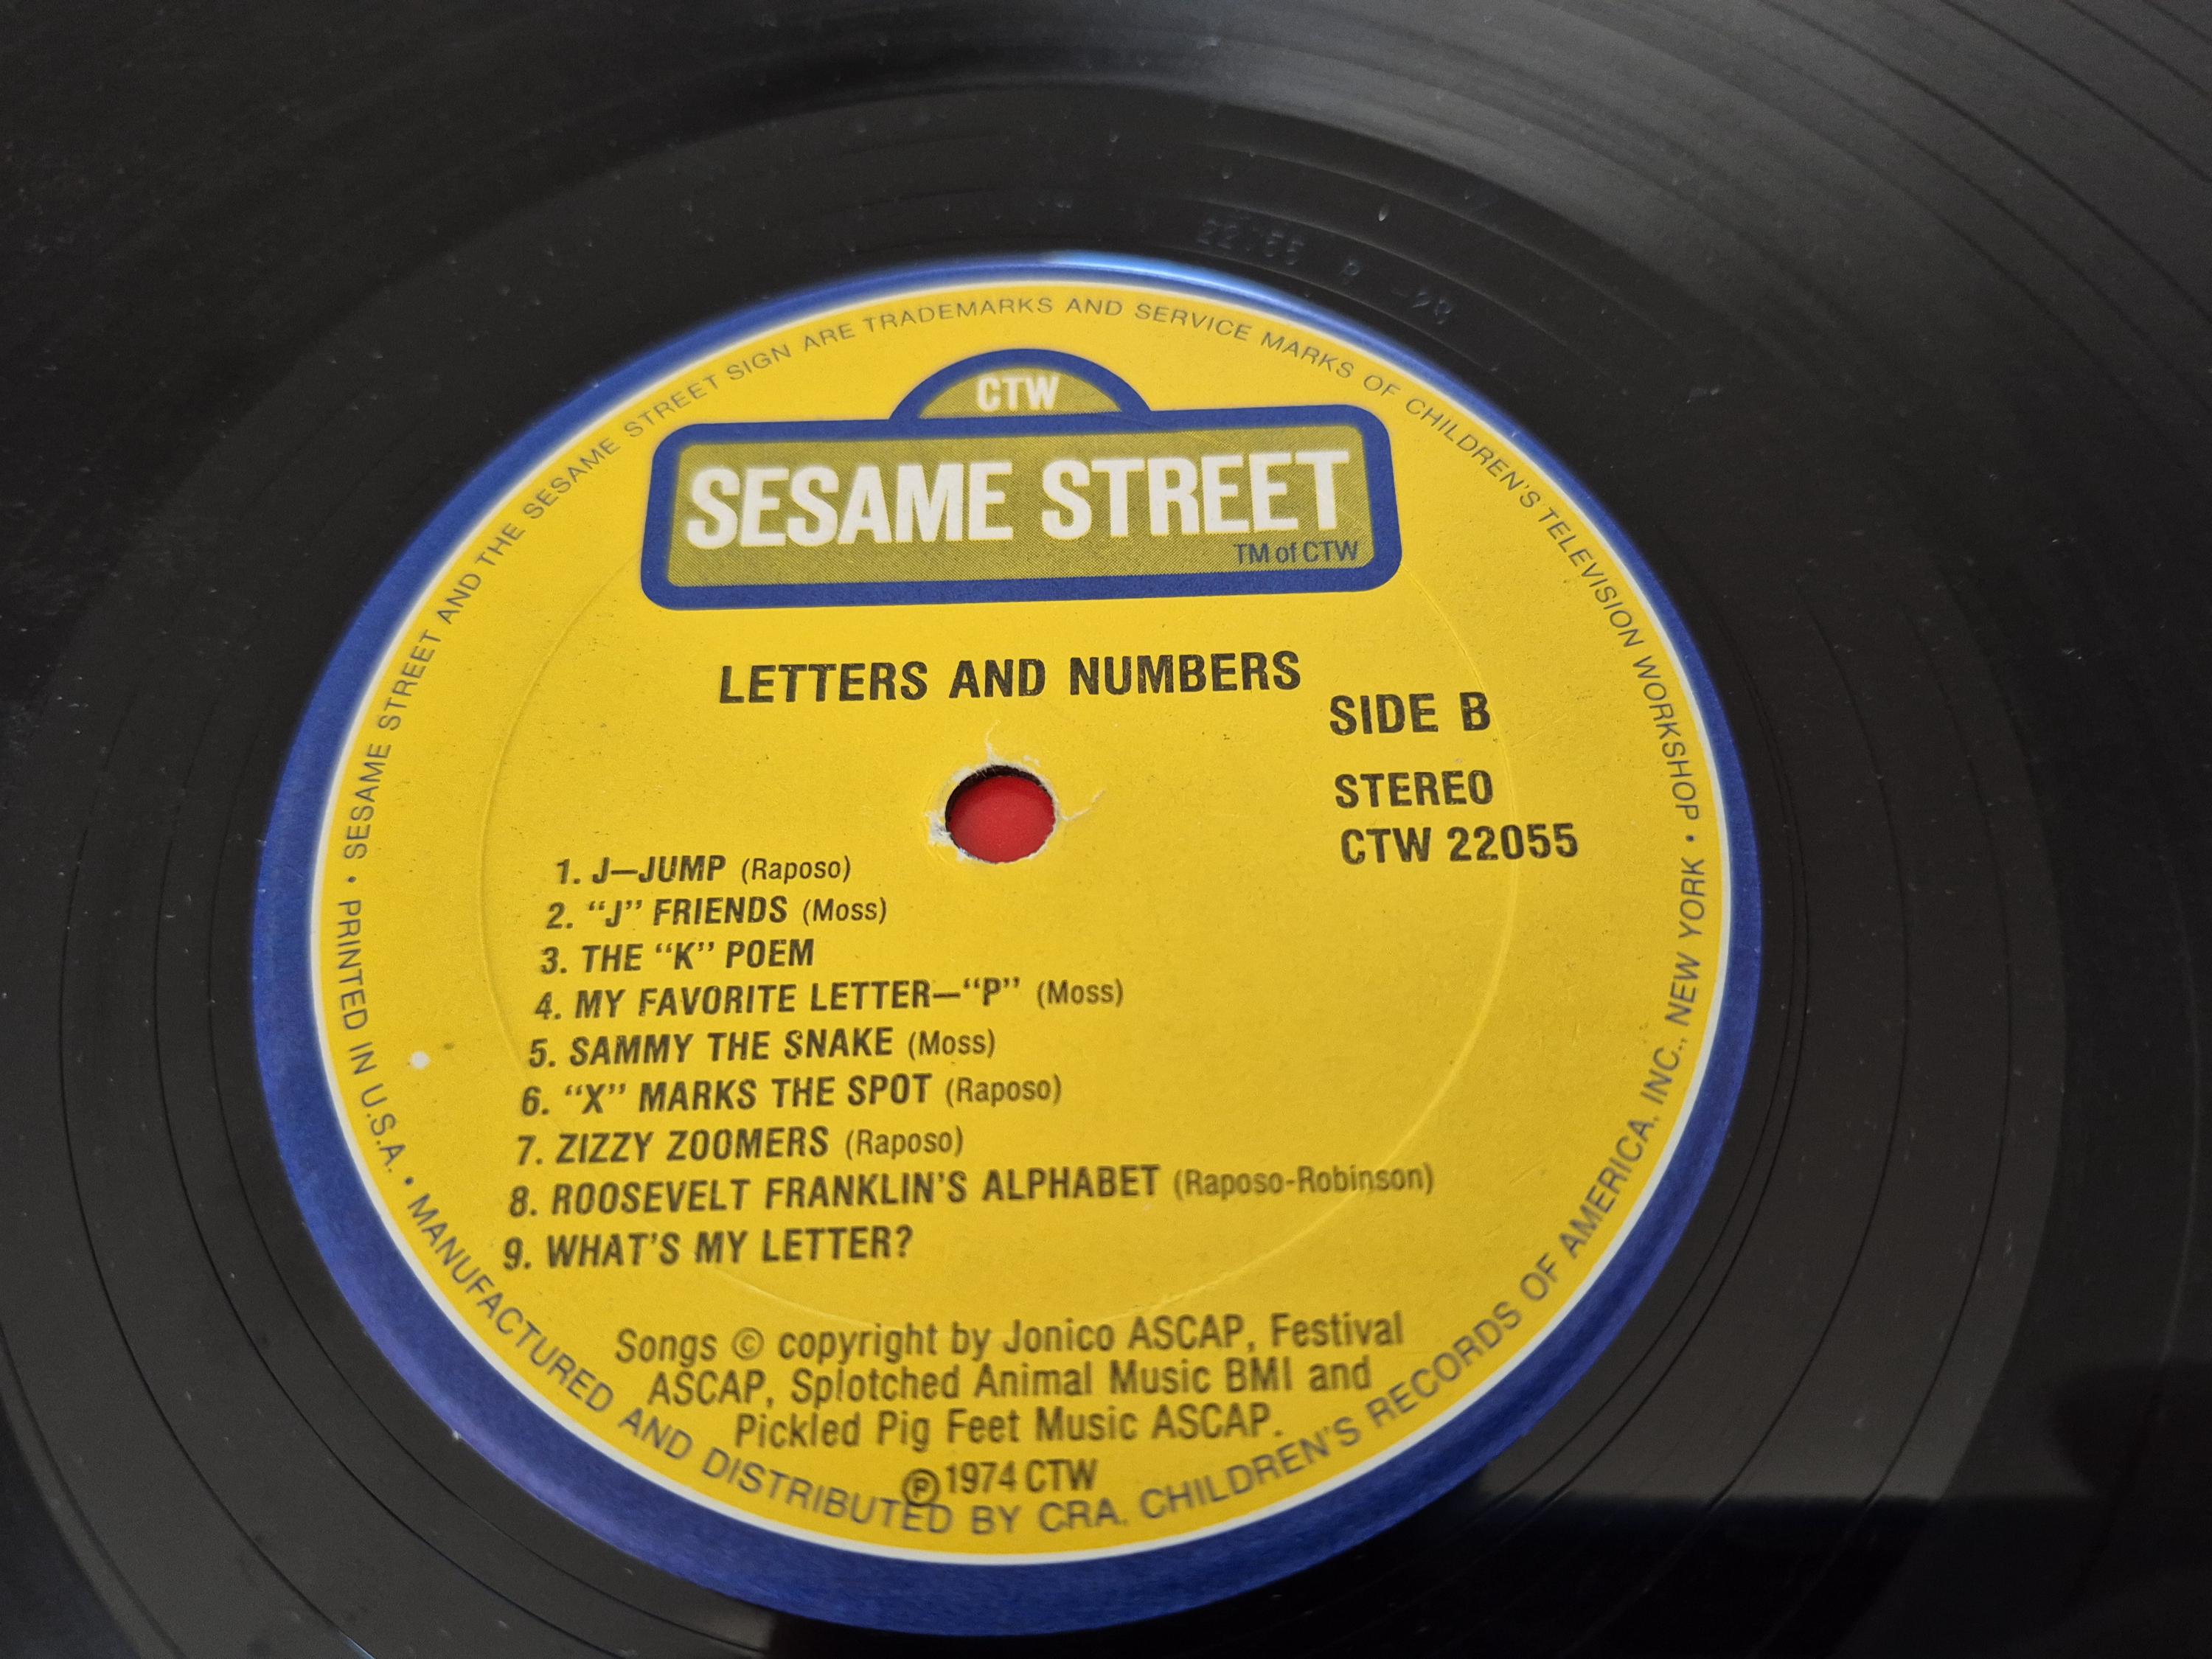 SESAME STREET AND THE SESAME STREET SIGN ARE TRADEMARKS AND SERVICE MARKS OF CHILDREN'S TELEVISION WORKSHOP •
CTW
SESAME STREET
TM of CTW
LETTERS AND NUMBERS
SIDE B
STEREO
CTW 22055
1. J—JUMP (Raposo)
2. “J” FRIENDS (Moss)
3. THE “K” POEM
4. MY FAVORITE LETTER—“P” (Moss)
5. SAMMY THE SNAKE (Moss)
6. “X” MARKS THE SPOT (Raposo)
7. ZIZZY ZOOMERS (Raposo)
8. ROOSEVELT FRANKLIN'S ALPHABET (Raposo-Robinson)
9. WHAT'S MY LETTER?
Songs © copyright by Jonico ASCAP, Festival
ASCAP, Splotched Animal Music BMI and
Pickled Pig Feet Music ASCAP.
℗ 1974 CTW
• PRINTED IN U.S.A. • MANUFACTURED AND DISTRIBUTED BY CRA. CHILDREN'S RECORDS OF AMERICA, INC., NEW YORK •